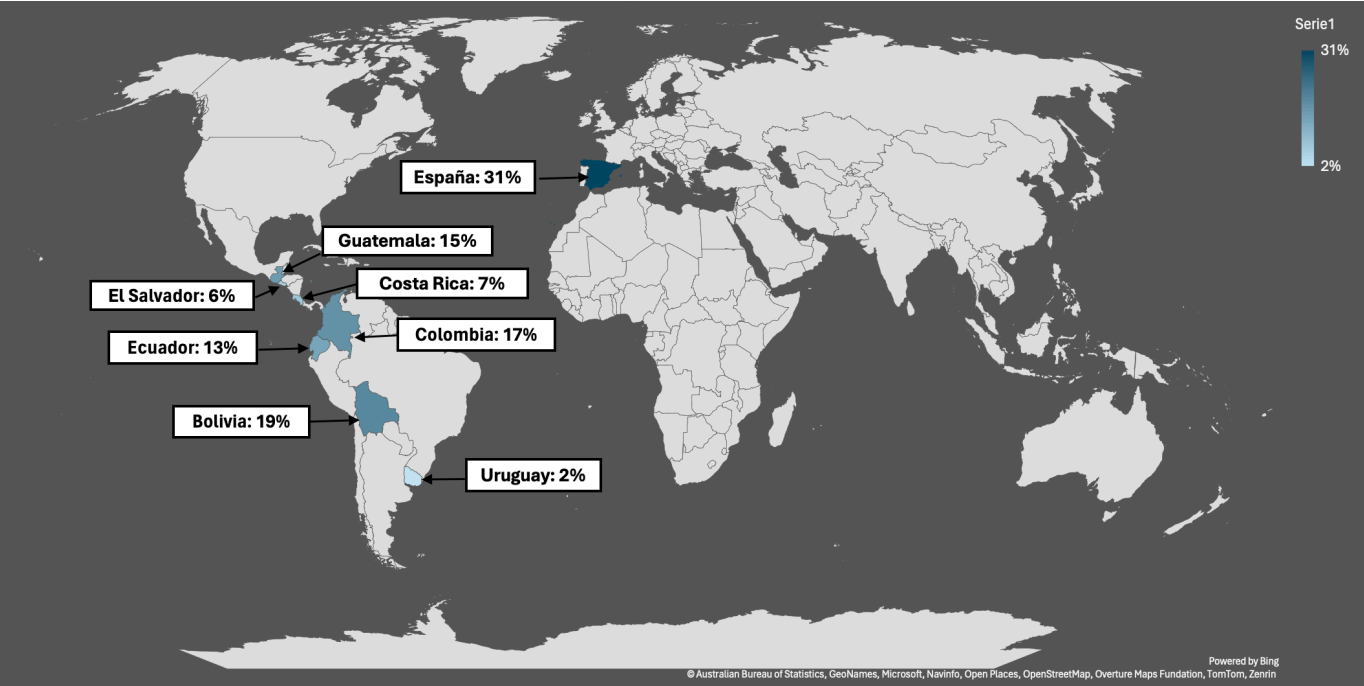 Serie1
31%
2%
España: 31%
Guatemala: 15%
Costa Rica: 7%
El Salvador: 6%
Colombia: 17%
Ecuador: 13%
Bolivia: 19%
Uruguay: 2%
Powered by Bing
© Australian Bureau of Statistics, GeoNames, Microsoft, Navinfo, Open Places, OpenStreetMap, Overture Maps Fundation, TomTom, Zenrin